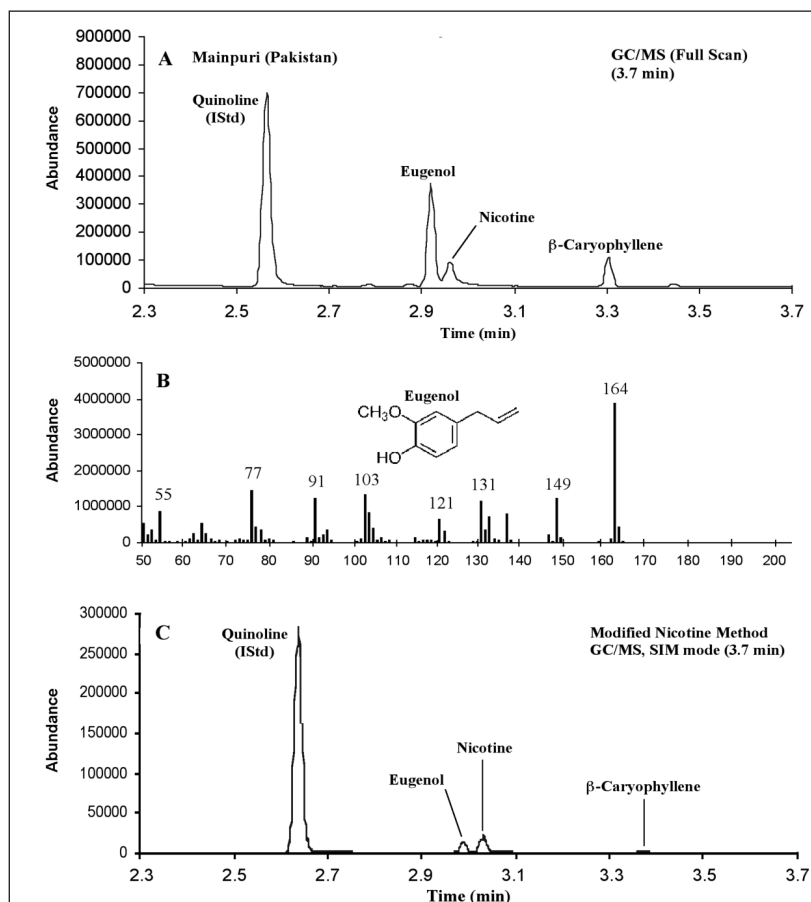 A
Mainpuri (Pakistan)
GC/MS (Full Scan)
(3.7 min)
Quinoline
(IStd)
Eugenol
Nicotine
β-Caryophyllene
Abundance
900000
800000
700000
600000
500000
400000
300000
200000
100000
0
2.3 2.5 2.7 2.9 3.1 3.3 3.5 3.7
Time (min)
B
Eugenol
CH₃O
HO
55 77 91 103 121 131 149 164
5000000
4000000
3000000
2000000
1000000
0
50 60 70 80 90 100 110 120 130 140 150 160 170 180 190 200
C
Quinoline
(IStd)
Modified Nicotine Method
GC/MS, SIM mode (3.7 min)
Eugenol
Nicotine
β-Caryophyllene
Abundance
300000
250000
200000
150000
100000
50000
0
2.3 2.5 2.7 2.9 3.1 3.3 3.5 3.7
Time (min)